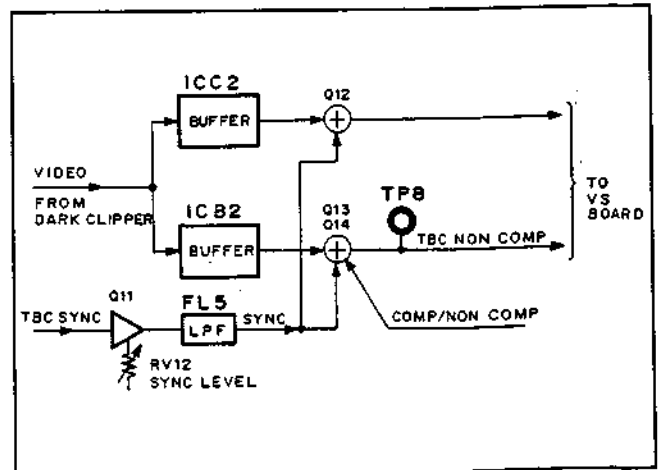 ICC2
BUFFER
Q12
VIDEO
FROM
DARK CLIPPER
TO
VS
BOARD
ICB2
BUFFER
Q13
Q14
TP8
TBC NON COMP
Q11
TBC SYNC
FL5
LPF
SYNC
COMP/NON COMP
RV12
SYNC LEVEL